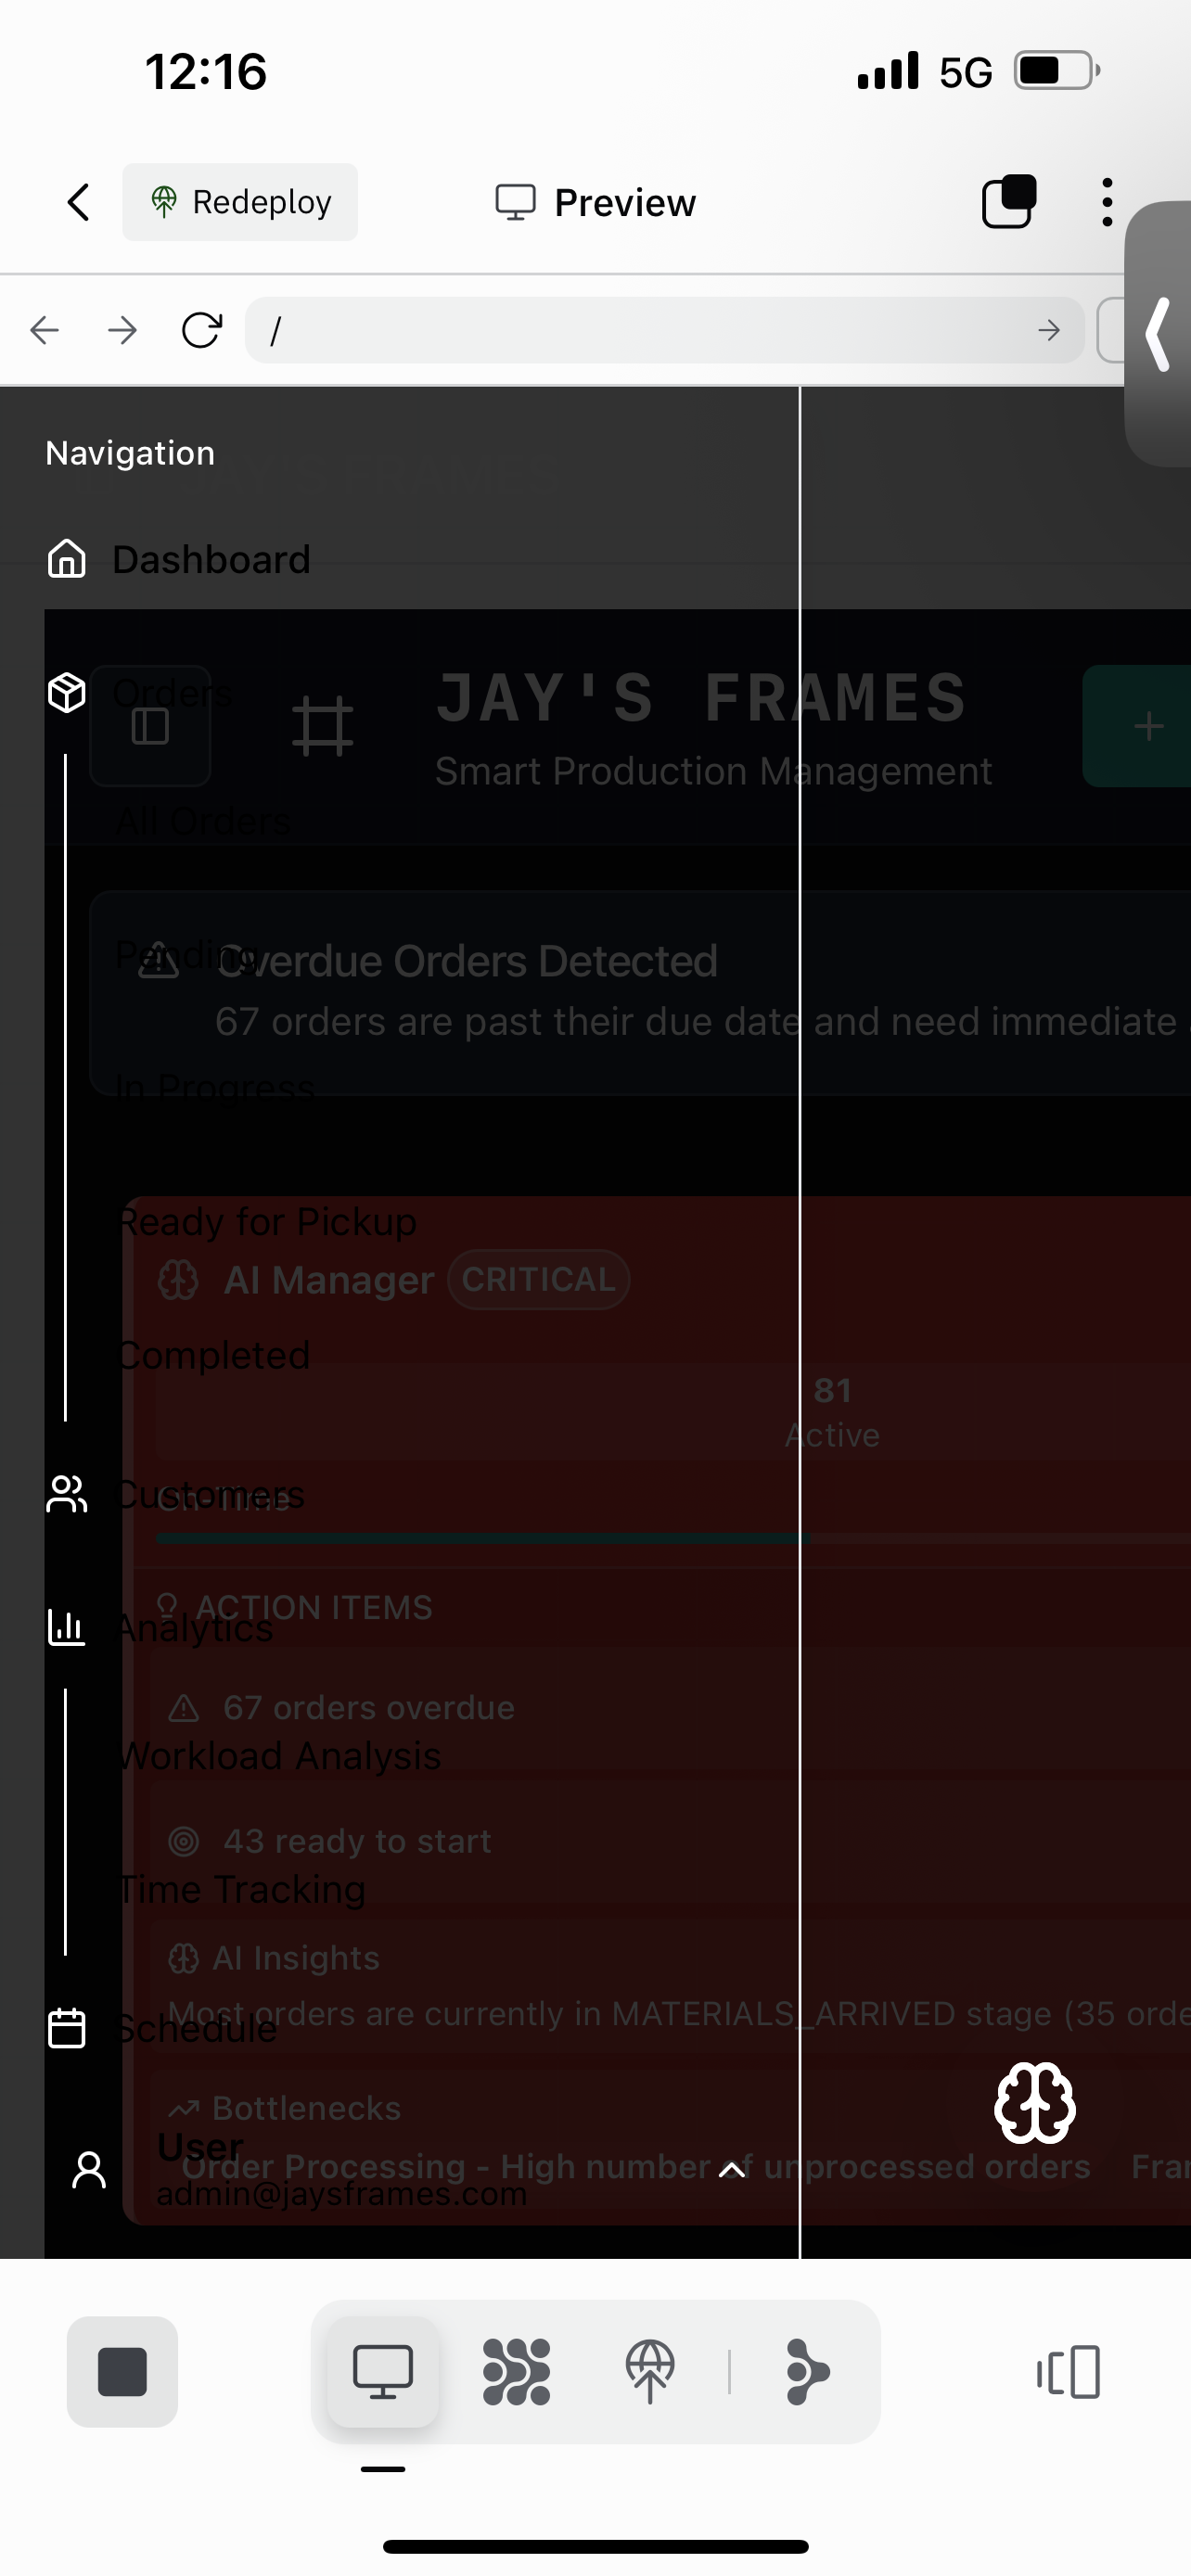 12:16
5G
Redeploy
Preview
/
Navigation
JAY'S FRAMES
Dashboard
Orders
JAY'S FRAMES
Smart Production Management
All Orders
Pending
Overdue Orders Detected
67 orders are past their due date and need immediate
In Progress
Ready for Pickup
AI Manager
CRITICAL
Completed
81
Active
Customers
On-Time
ACTION ITEMS
Analytics
67 orders overdue
Workload Analysis
43 ready to start
Time Tracking
AI Insights
Most orders are currently in MATERIALS_ARRIVED stage (35 orde
Schedule
Bottlenecks
User
Order Processing - High number of unprocessed orders
Fran
admin@jaysframes.com